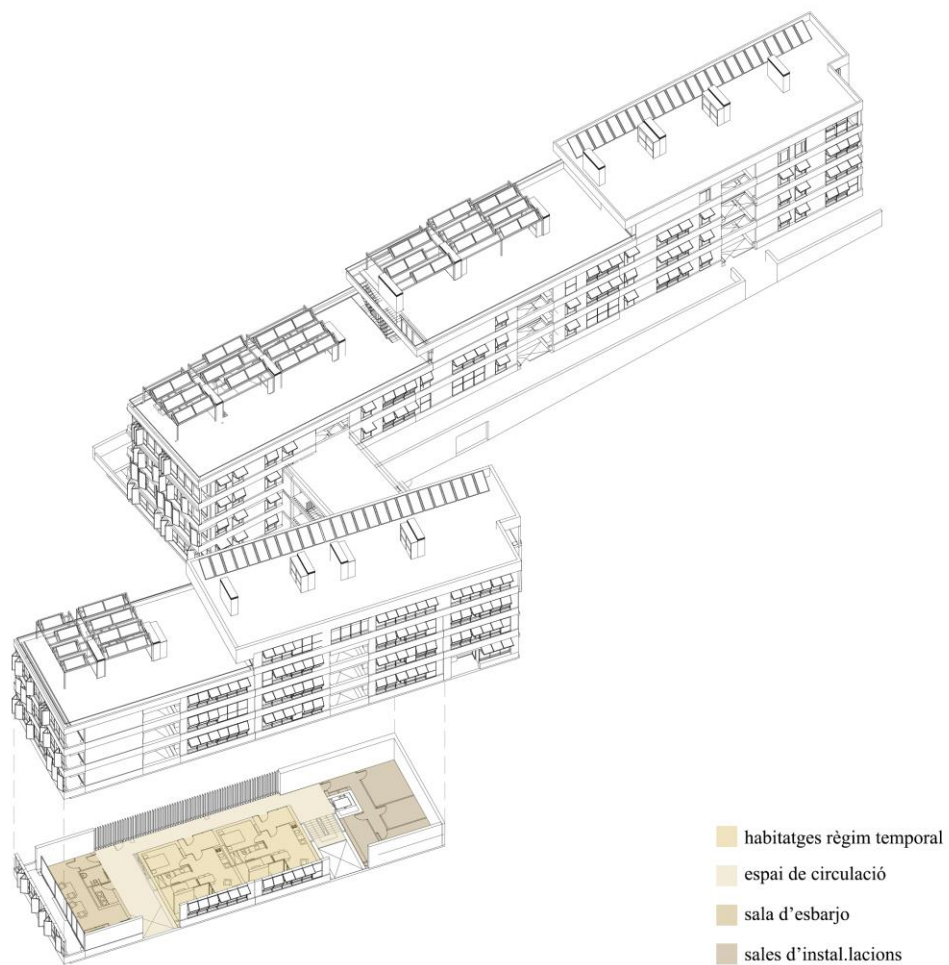 habitatges règim temporal
espai de circulació
sala d'esbarjo
sales d'instal.lacions